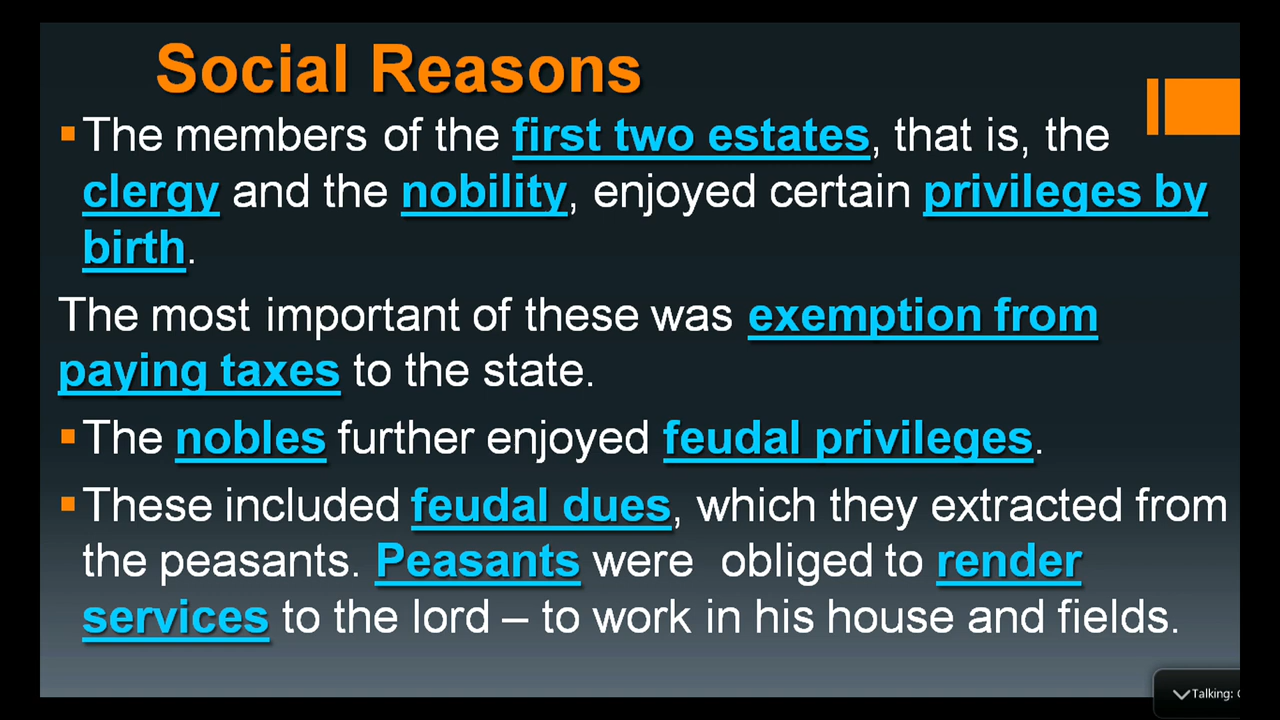 Social Reasons
▪The members of the first two estates, that is, the
clergy and the nobility, enjoyed certain privileges by
birth.
The most important of these was exemption from
paying taxes to the state.
▪The nobles further enjoyed feudal privileges.
▪These included feudal dues, which they extracted from
the peasants. Peasants were obliged to render
services to the lord – to work in his house and fields.
Talking: